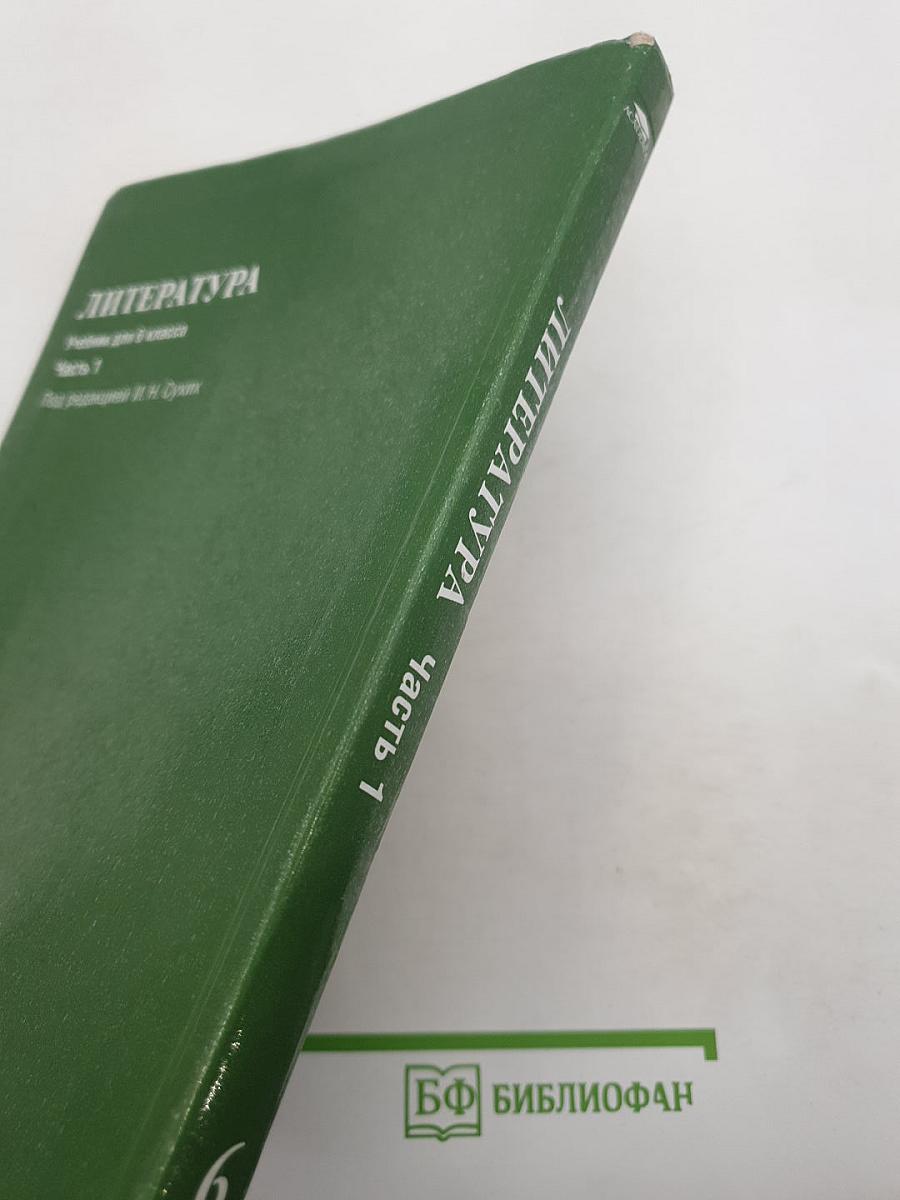 ЛИТЕРАТУРА
Учебник для 6 класса
Часть 1
Под редакцией И. Н. Сухих
ЛИТЕРАТУРА часть 1
6
БФ БИБЛИОФАН